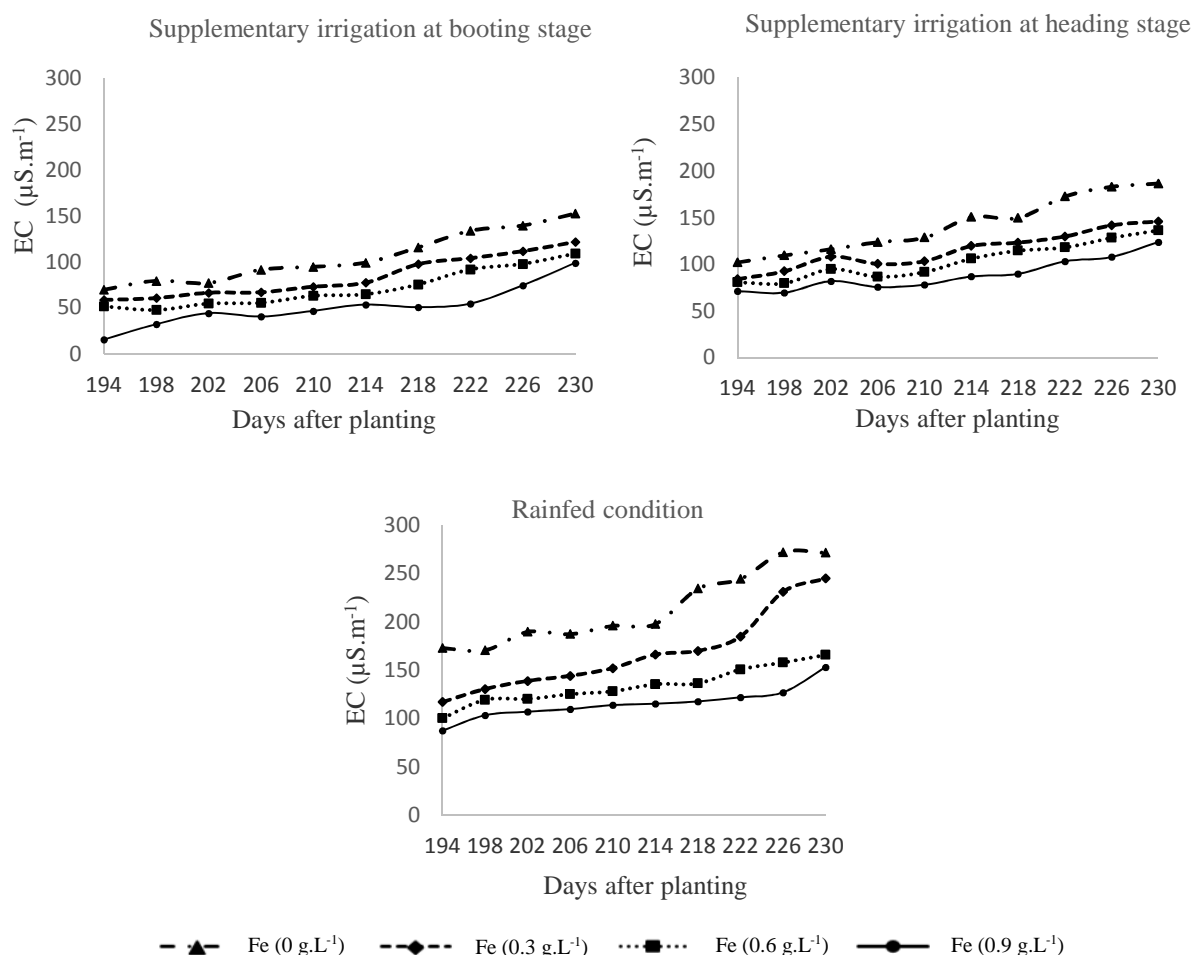 Supplementary irrigation at booting stage
300
250
200
150
100
50
0
EC (µS.m-1)
194 198 202 206 210 214 218 222 226 230
Days after planting
Supplementary irrigation at heading stage
300
250
200
150
100
50
0
EC (µS.m-1)
194 198 202 206 210 214 218 222 226 230
Days after planting
Rainfed condition
300
250
200
150
100
50
0
EC (µS.m-1)
194 198 202 206 210 214 218 222 226 230
Days after planting
Fe (0 g.L-1) Fe (0.3 g.L-1) Fe (0.6 g.L-1) Fe (0.9 g.L-1)